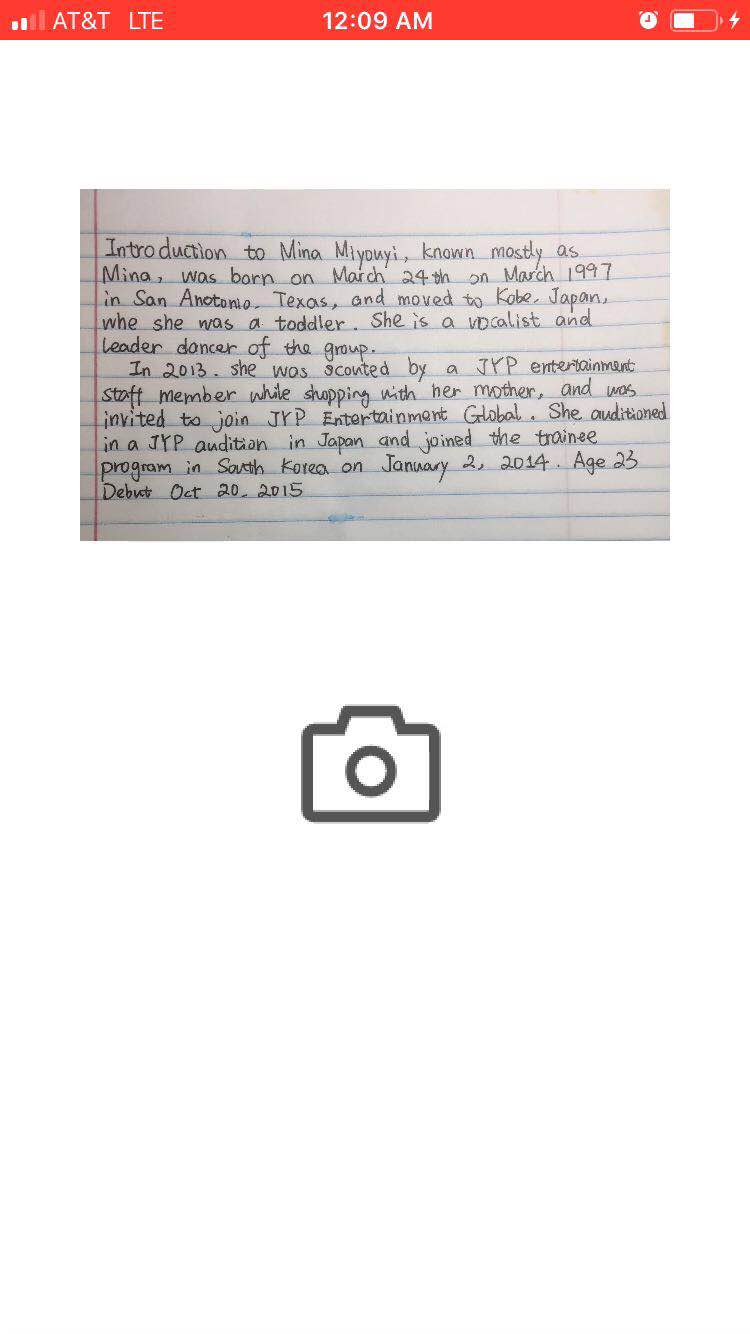 AT&T LTE 12:09 AM
Introduction to Mina Miyouyi, known mostly as
Mina, was born on March 24th on March 1997
in San Anotonio. Texas, and moved to Kobe. Japan,
whe she was a toddler. She is a vocalist and
leader dancer of the group.
In 2013. she was scouted by a JYP entertainment
staff member while shopping with her mother, and was
invited to join JYP Entertainment Global. She auditioned
in a JYP audition in Japan and joined the trainee
program in South Korea on January 2, 2014. Age 23
Debut Oct 20. 2015